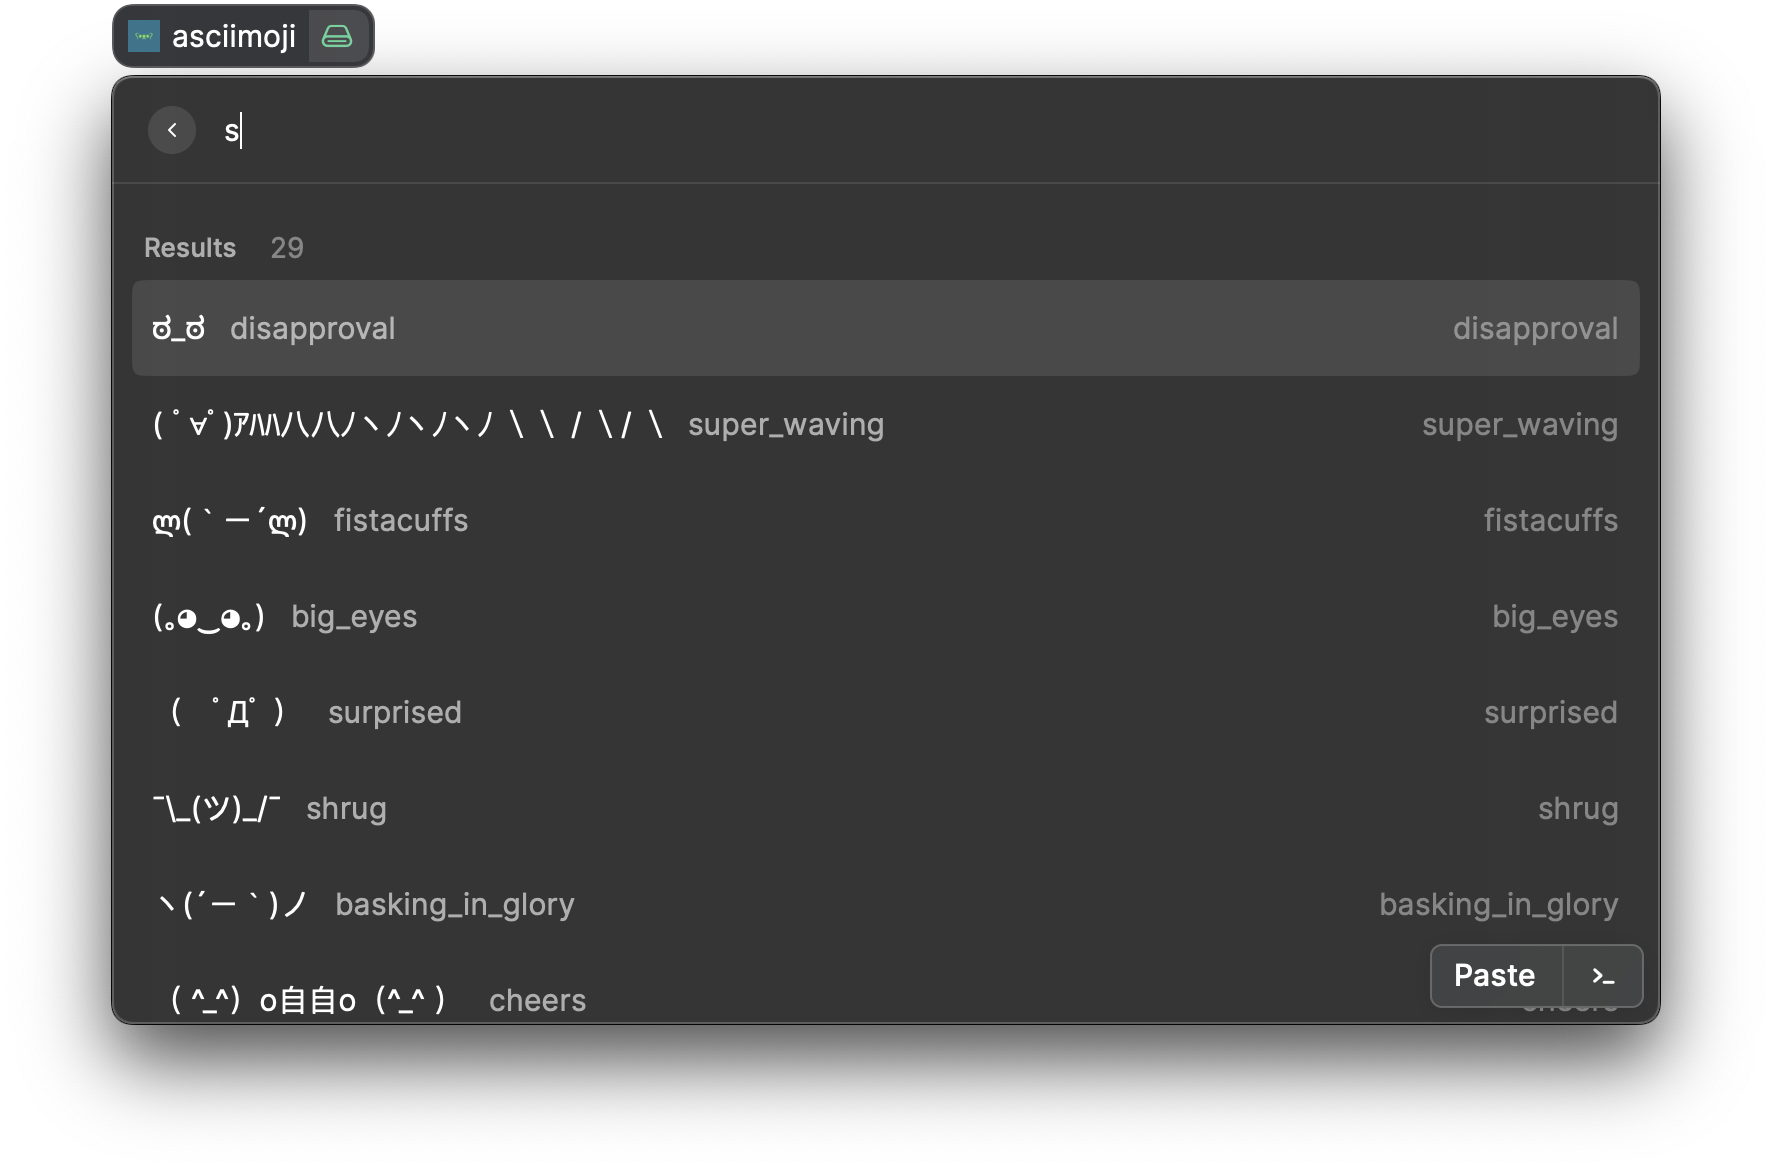 asciimoji
s
Results 29
ಠ_ಠ disapproval disapproval
( ﾟ∀ﾟ)ｱﾊﾊ八八ﾉヽﾉヽﾉヽﾉ \ \ / \/ \ super_waving super_waving
ლ(｀ー´ლ) fistacuffs fistacuffs
(｡◕‿◕｡) big_eyes big_eyes
（ ﾟДﾟ） surprised surprised
¯\_(ツ)_/¯ shrug shrug
ヽ(´ー｀)ノ basking_in_glory basking_in_glory
（ ^_^）o自自o（^_^ ） cheers
Paste >_